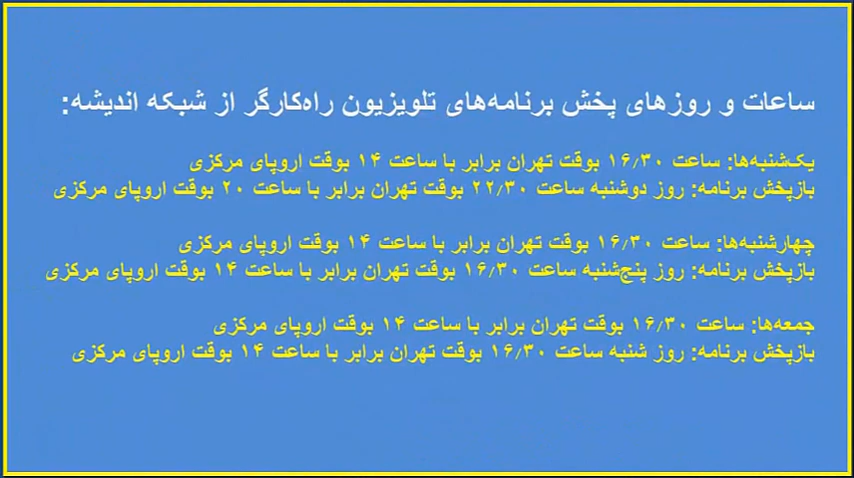 ساعات و روزهای پخش برنامه‌های تلویزیون راه‌کارگر از شبکه اندیشه:
یک‌شنبه‌ها: ساعت ۱۶٫۳۰ بوقت تهران برابر با ساعت ۱۴ بوقت اروپای مرکزی
بازپخش برنامه: روز دوشنبه ساعت ۲۲٫۳۰ بوقت تهران برابر با ساعت ۲۰ بوقت اروپای مرکزی
چهارشنبه‌ها: ساعت ۱۶٫۳۰ بوقت تهران برابر با ساعت ۱۴ بوقت اروپای مرکزی
بازپخش برنامه: روز پنج‌شنبه ساعت ۱۶٫۳۰ بوقت تهران برابر با ساعت ۱۴ بوقت اروپای مرکزی
جمعه‌ها: ساعت ۱۶٫۳۰ بوقت تهران برابر با ساعت ۱۴ بوقت اروپای مرکزی
بازپخش برنامه: روز شنبه ساعت ۱۶٫۳۰ بوقت تهران برابر با ساعت ۱۴ بوقت اروپای مرکزی